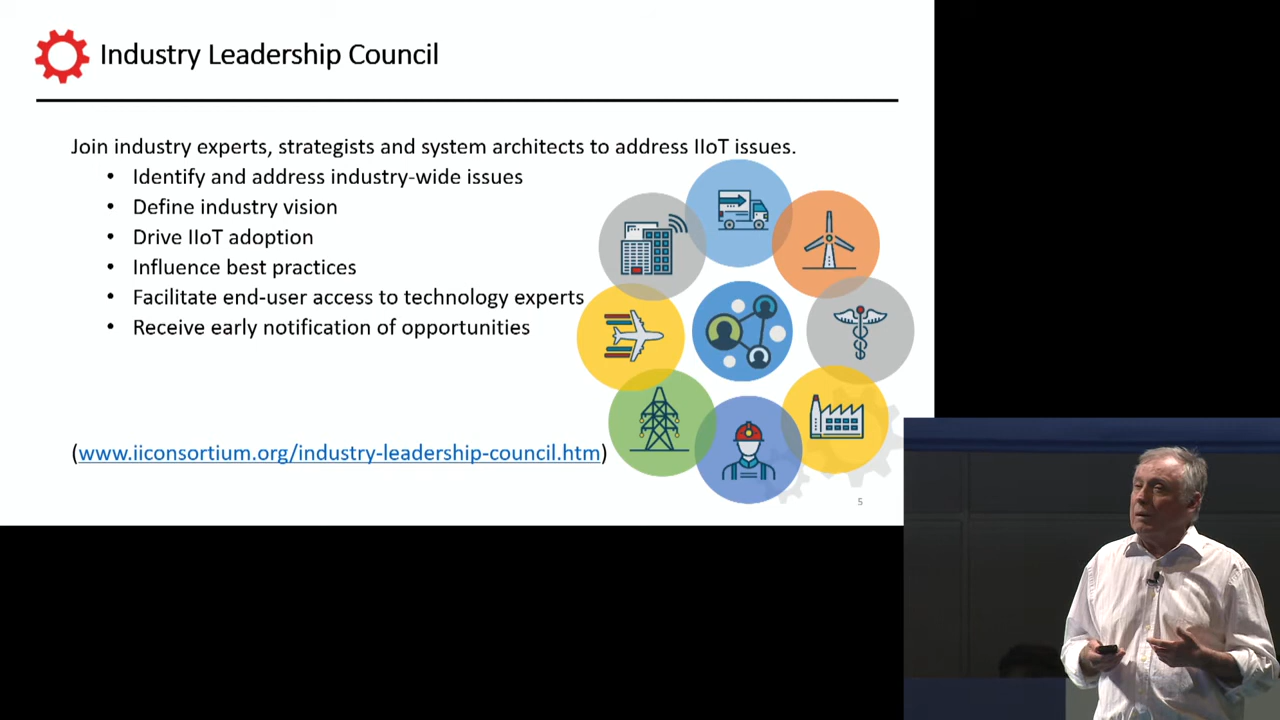 Industry Leadership Council
Join industry experts, strategists and system architects to address IIoT issues.
• Identify and address industry-wide issues
• Define industry vision
• Drive IIoT adoption
• Influence best practices
• Facilitate end-user access to technology experts
• Receive early notification of opportunities
(www.iiconsortium.org/industry-leadership-council.htm)
5